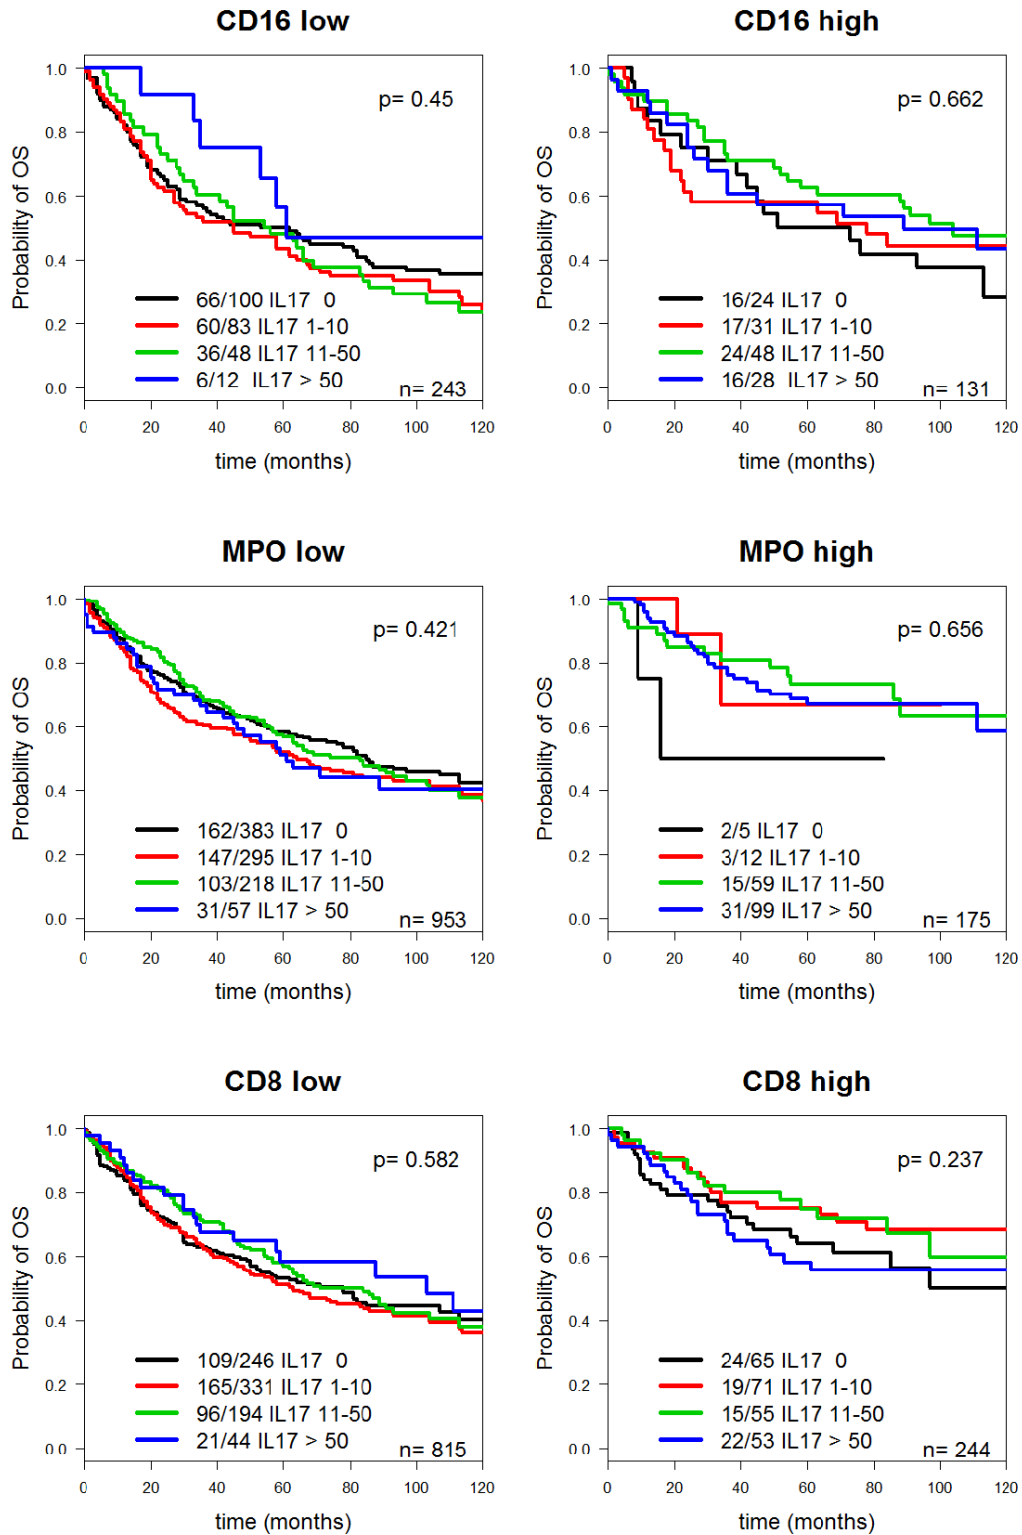 CD16 low
Probability of OS
1.0
0.8
0.6
0.4
0.2
0.0
p= 0.45
66/100 IL17 0
60/83 IL17 1-10
36/48 IL17 11-50
6/12 IL17 > 50
n= 243
0 20 40 60 80 100 120
time (months)
CD16 high
Probability of OS
1.0
0.8
0.6
0.4
0.2
0.0
p= 0.662
16/24 IL17 0
17/31 IL17 1-10
24/48 IL17 11-50
16/28 IL17 > 50
n= 131
0 20 40 60 80 100 120
time (months)
MPO low
Probability of OS
1.0
0.8
0.6
0.4
0.2
0.0
p= 0.421
162/383 IL17 0
147/295 IL17 1-10
103/218 IL17 11-50
31/57 IL17 > 50
n= 953
0 20 40 60 80 100 120
time (months)
MPO high
Probability of OS
1.0
0.8
0.6
0.4
0.2
0.0
p= 0.656
2/5 IL17 0
3/12 IL17 1-10
15/59 IL17 11-50
31/99 IL17 > 50
n= 175
0 20 40 60 80 100 120
time (months)
CD8 low
Probability of OS
1.0
0.8
0.6
0.4
0.2
0.0
p= 0.582
109/246 IL17 0
165/331 IL17 1-10
96/194 IL17 11-50
21/44 IL17 > 50
n= 815
0 20 40 60 80 100 120
time (months)
CD8 high
Probability of OS
1.0
0.8
0.6
0.4
0.2
0.0
p= 0.237
24/65 IL17 0
19/71 IL17 1-10
15/55 IL17 11-50
22/53 IL17 > 50
n= 244
0 20 40 60 80 100 120
time (months)